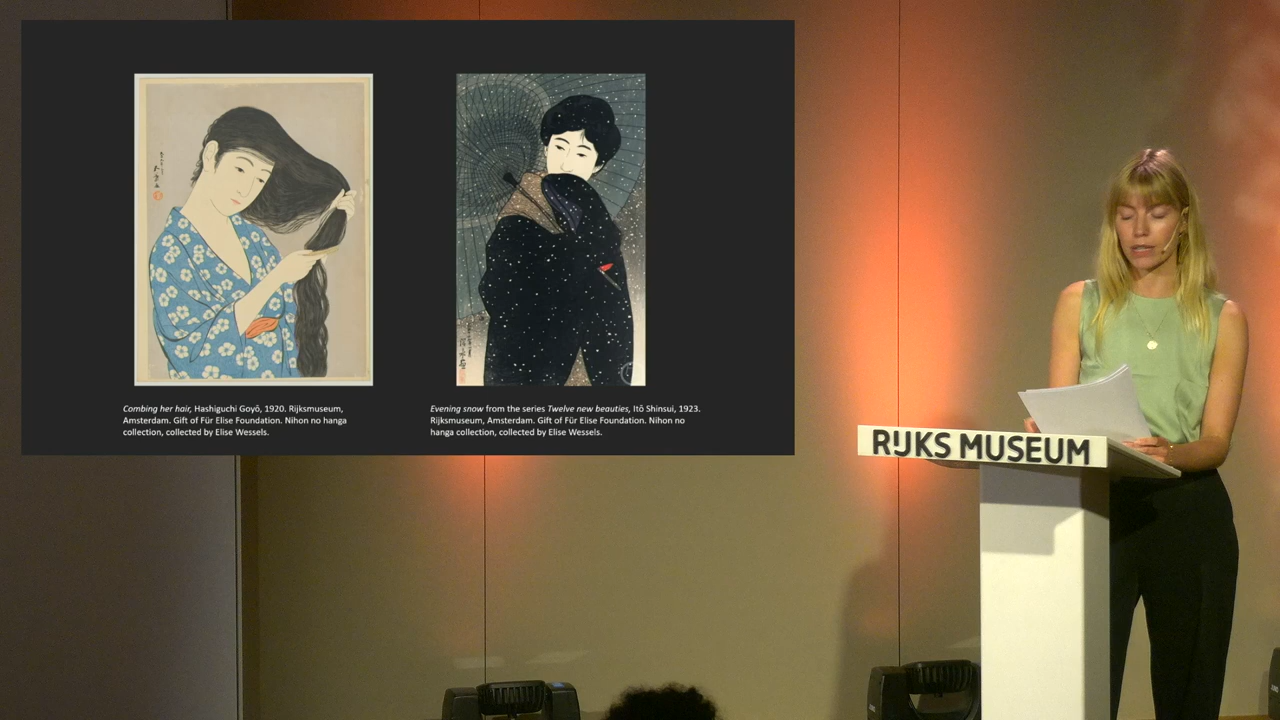 Combing her hair, Hashiguchi Goyō, 1920. Rijksmuseum,
Amsterdam. Gift of Für Elise Foundation. Nihon no hanga
collection, collected by Elise Wessels.
Evening snow from the series Twelve new beauties, Itō Shinsui, 1923.
Rijksmuseum, Amsterdam. Gift of Für Elise Foundation. Nihon no
hanga collection, collected by Elise Wessels.
RIJKS MUSEUM